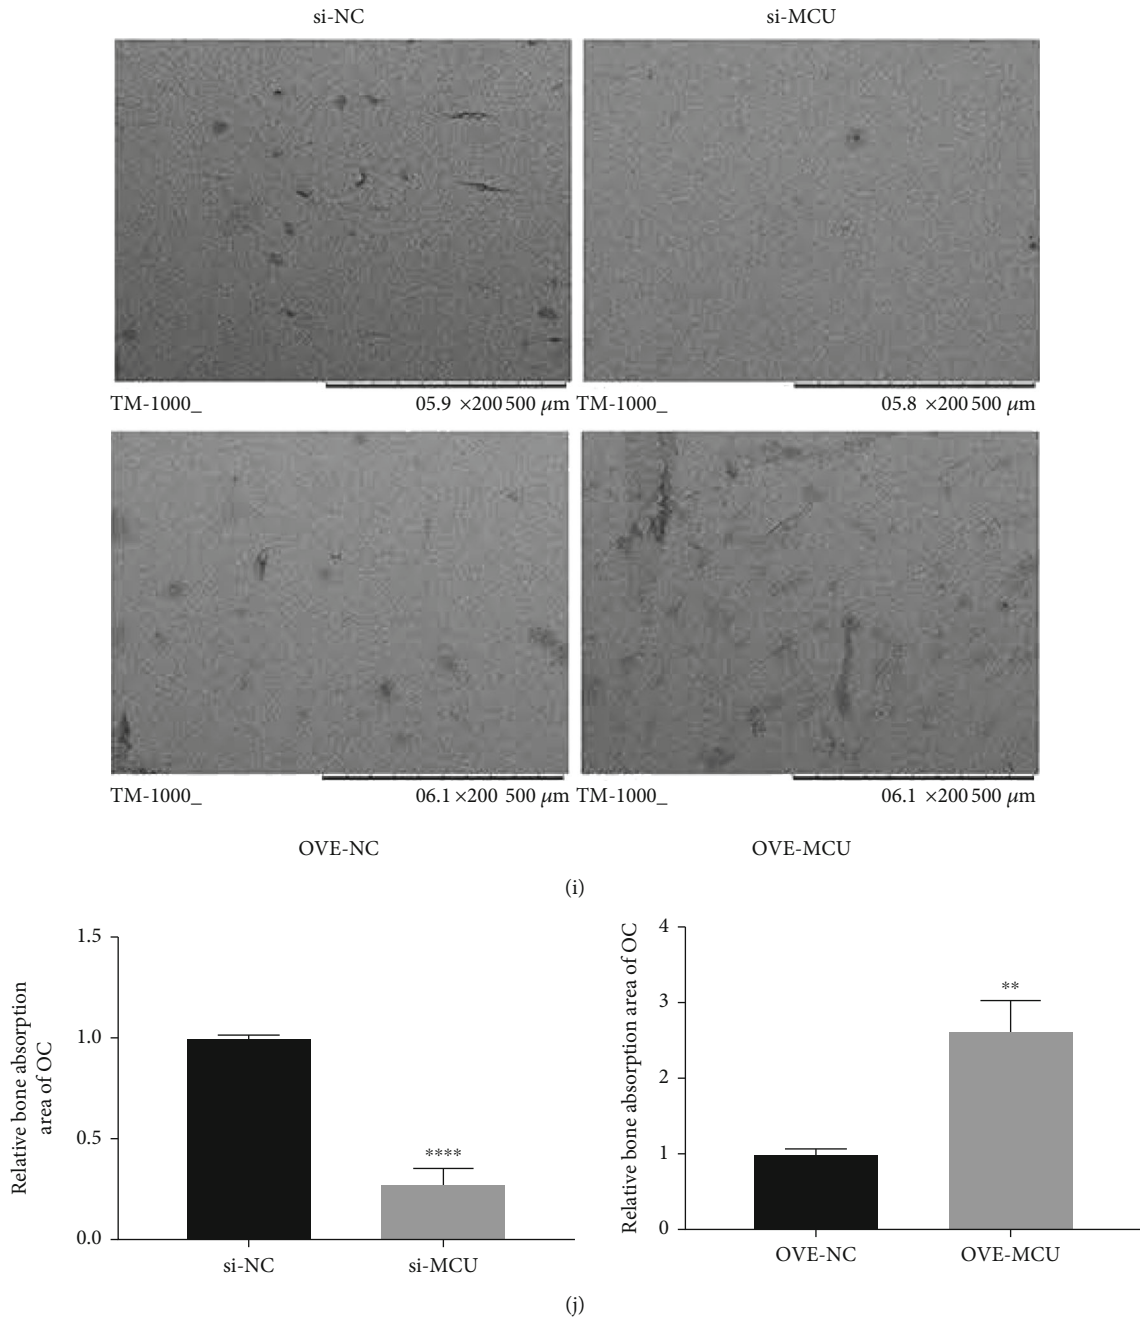 si-NC
si-MCU
TM-1000_
05.9 ×200 500 µm
TM-1000_
05.8 ×200 500 µm
TM-1000_
06.1 ×200 500 µm
TM-1000_
06.1 ×200 500 µm
OVE-NC
OVE-MCU
(i)
Relative bone absorption
area of OC
1.5
1.0
0.5
0.0
****
si-NC
si-MCU
Relative bone absorption area of OC
4
3
2
1
0
**
OVE-NC
OVE-MCU
(j)